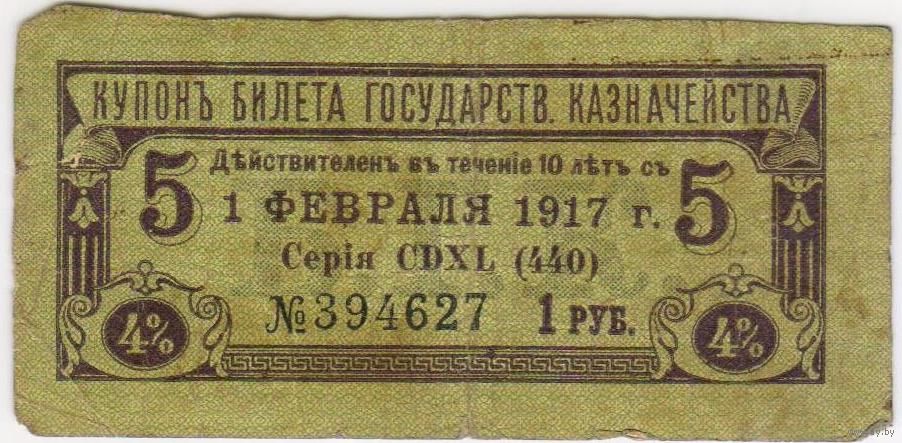 КУПОНЪ БИЛЕТА ГОСУДАРСТВ. КАЗНАЧЕЙСТВА
5 Дѣйствителенъ въ теченіе 10 лѣтъ съ 5
1 ФЕВРАЛЯ 1917 г.
Серія CDXL (440)
№394627 1 РУБ.
4% 4%